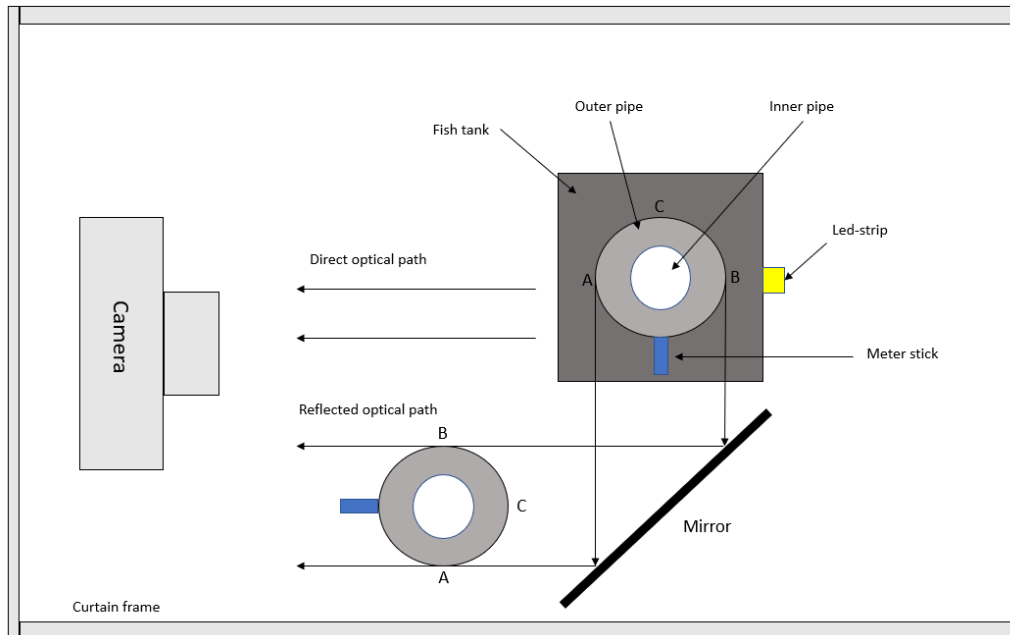 Outer pipe
Inner pipe
Fish tank
C
Led-strip
Direct optical path
A
B
Camera
Meter stick
Reflected optical path
B
C
Mirror
A
Curtain frame